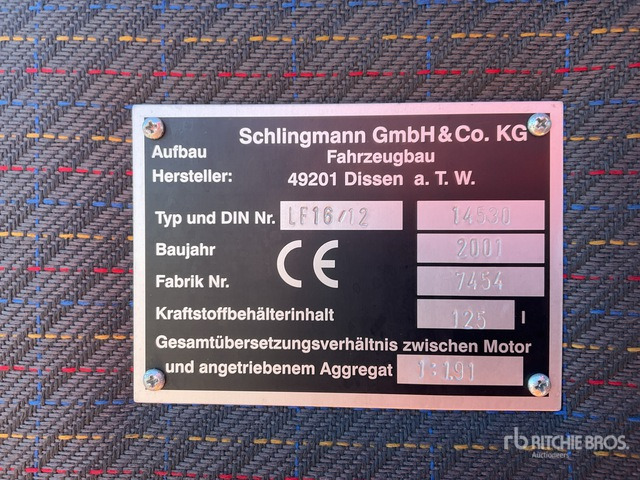 Schlingmann GmbH & Co. KG
Aufbau Fahrzeugbau
Hersteller: 49201 Dissen a. T. W.
Typ und DIN Nr. LF16/12 14530
Baujahr 2001
CE
Fabrik Nr. 7454
Kraftstoffbehälterinhalt 125 l
Gesamtübersetzungsverhältnis zwischen Motor
und angetriebenem Aggregat 1:1.91
rb RITCHIE BROS.
Auctioneers